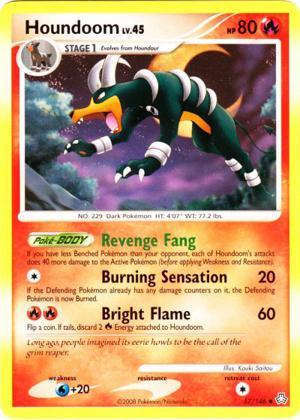 Houndoom LV.45
HP 80
STAGE 1 Evolves from Houndour
NO. 229 Dark Pokémon HT: 4'07" WT: 77.2 lbs.
Poké-BODY Revenge Fang
If you have less Benched Pokémon than your opponent, each of Houndoom's attacks
does 40 more damage to the Active Pokémon (before applying Weakness and Resistance).
Burning Sensation 20
If the Defending Pokémon already has any damage counters on it, the Defending
Pokémon is now Burned.
Bright Flame 60
Flip a coin. If tails, discard 2 Energy attached to Houndoom.
Long ago, people imagined its eerie howls to be the call of the
grim reaper.
Illus. Kouki Saitou
weakness
resistance
retreat cost
+20
©2008 Pokémon/Nintendo
37/146